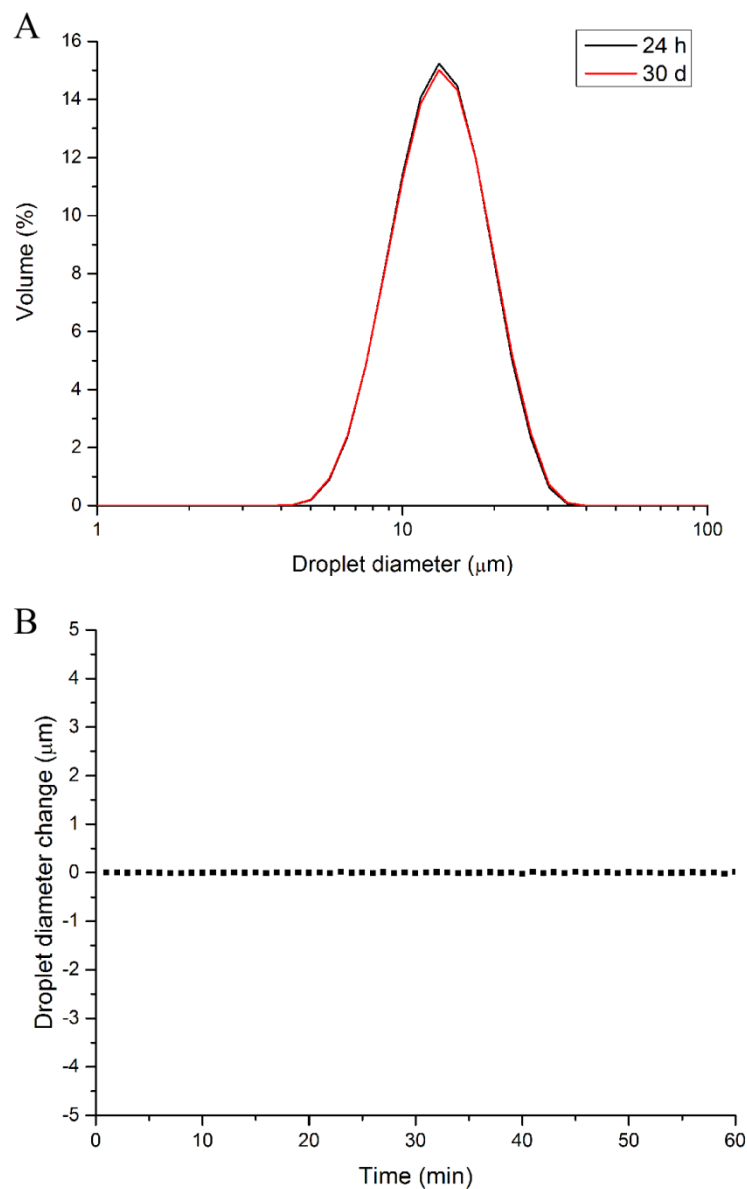 A
16
14
12
10
8
6
4
2
0
Volume (%)
24 h
30 d
1 10 100
Droplet diameter (μm)
B
5
4
3
2
1
0
-1
-2
-3
-4
-5
Droplet diameter change (μm)
0 10 20 30 40 50 60
Time (min)